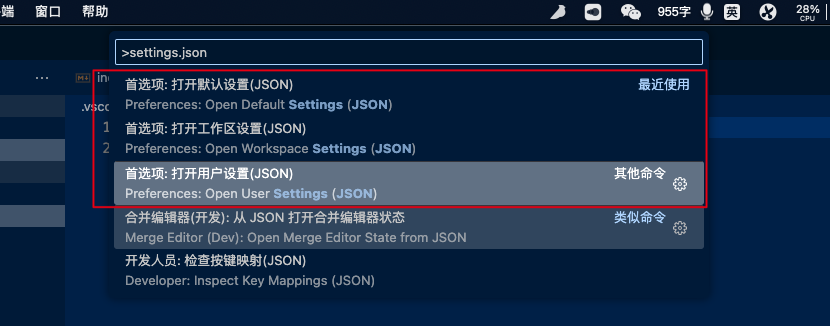 端 窗口 帮助 955字 英 28%
CPU
>settings.json
首选项: 打开默认设置(JSON) 最近使用
Preferences: Open Default Settings (JSON)
首选项: 打开工作区设置(JSON)
Preferences: Open Workspace Settings (JSON)
首选项: 打开用户设置(JSON) 其他命令
Preferences: Open User Settings (JSON)
合并编辑器(开发): 从 JSON 打开合并编辑器状态 类似命令
Merge Editor (Dev): Open Merge Editor State from JSON
开发人员: 检查按键映射(JSON)
Developer: Inspect Key Mappings (JSON)
... in
.vsco
1
2